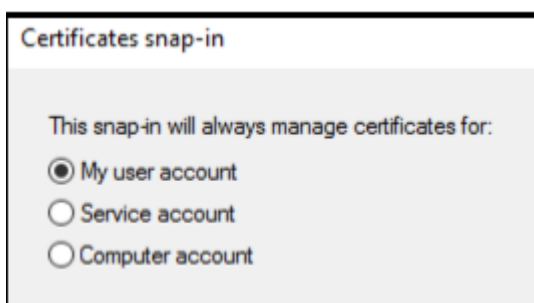 Certificates snap-in
This snap-in will always manage certificates for:
My user account
Service account
Computer account